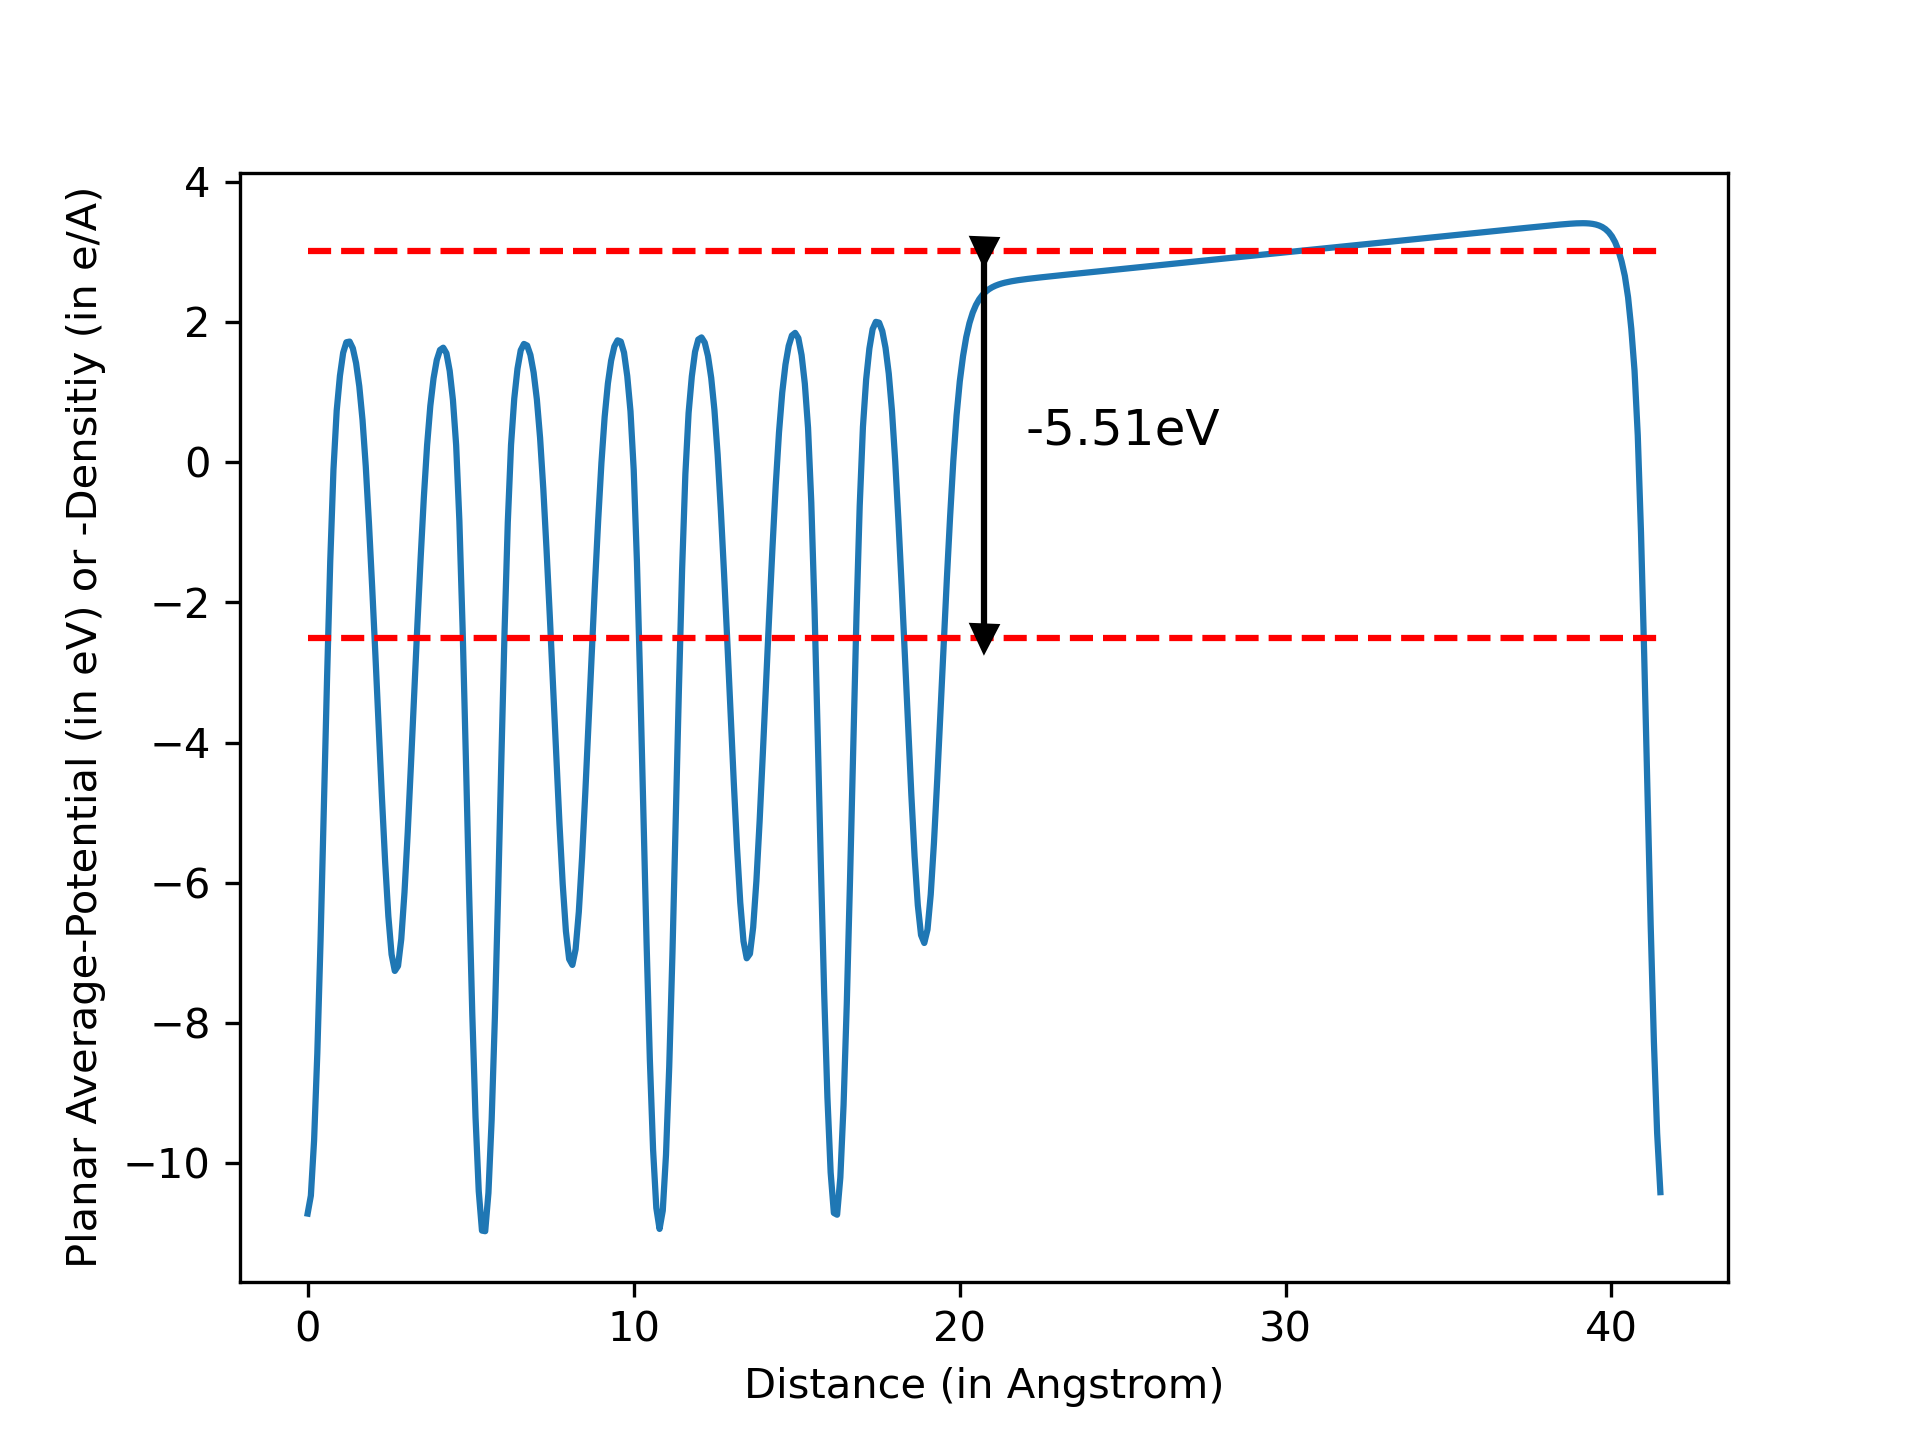 Planar Average-Potential (in eV) or -Densitiy (in e/A)
4
2
0
−2
−4
−6
−8
−10
-5.51eV
0 10 20 30 40
Distance (in Angstrom)